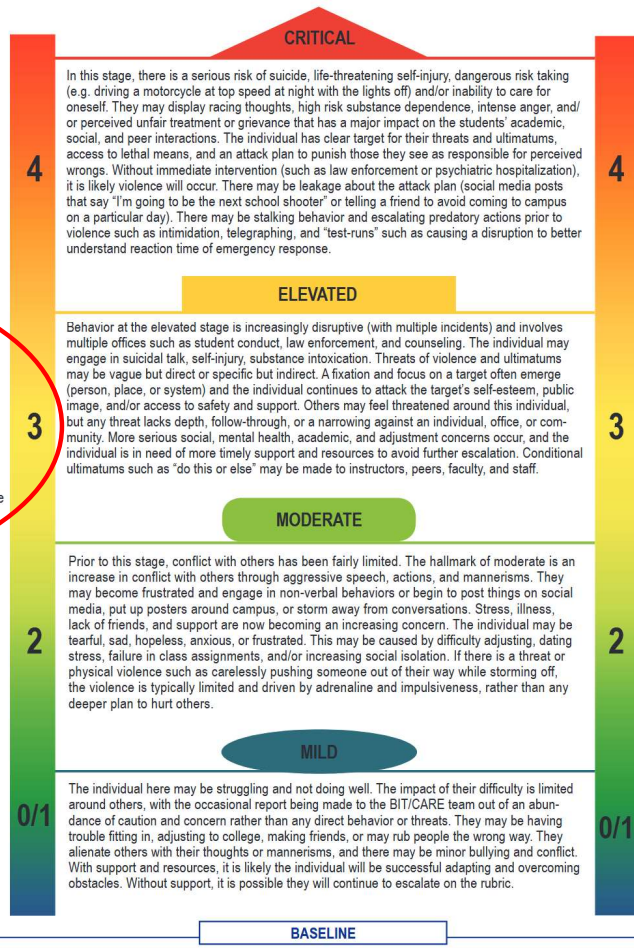 CRITICAL
In this stage, there is a serious risk of suicide, life-threatening self-injury, dangerous risk taking
(e.g. driving a motorcycle at top speed at night with the lights off) and/or inability to care for
oneself. They may display racing thoughts, high risk substance dependence, intense anger, and/
or perceived unfair treatment or grievance that has a major impact on the students' academic,
social, and peer interactions. The individual has clear target for their threats and ultimatums,
access to lethal means, and an attack plan to punish those they see as responsible for perceived
wrongs. Without immediate intervention (such as law enforcement or psychiatric hospitalization),
it is likely violence will occur. There may be leakage about the attack plan (social media posts
that say "I'm going to be the next school shooter" or telling a friend to avoid coming to campus
on a particular day). There may be stalking behavior and escalating predatory actions prior to
violence such as intimidation, telegraphing, and "test-runs" such as causing a disruption to better
understand reaction time of emergency response.
4
4
ELEVATED
Behavior at the elevated stage is increasingly disruptive (with multiple incidents) and involves
multiple offices such as student conduct, law enforcement, and counseling. The individual may
engage in suicidal talk, self-injury, substance intoxication. Threats of violence and ultimatums
may be vague but direct or specific but indirect. A fixation and focus on a target often emerge
(person, place, or system) and the individual continues to attack the target's self-esteem, public
image, and/or access to safety and support. Others may feel threatened around this individual,
but any threat lacks depth, follow-through, or a narrowing against an individual, office, or com-
munity. More serious social, mental health, academic, and adjustment concerns occur, and the
individual is in need of more timely support and resources to avoid further escalation. Conditional
ultimatums such as "do this or else" may be made to instructors, peers, faculty, and staff.
3
3
e
MODERATE
Prior to this stage, conflict with others has been fairly limited. The hallmark of moderate is an
increase in conflict with others through aggressive speech, actions, and mannerisms. They
may become frustrated and engage in non-verbal behaviors or begin to post things on social
media, put up posters around campus, or storm away from conversations. Stress, illness,
lack of friends, and support are now becoming an increasing concern. The individual may be
tearful, sad, hopeless, anxious, or frustrated. This may be caused by difficulty adjusting, dating
stress, failure in class assignments, and/or increasing social isolation. If there is a threat or
physical violence such as carelessly pushing someone out of their way while storming off,
the violence is typically limited and driven by adrenaline and impulsiveness, rather than any
deeper plan to hurt others.
2
2
MILD
The individual here may be struggling and not doing well. The impact of their difficulty is limited
around others, with the occasional report being made to the BIT/CARE team out of an abun-
dance of caution and concern rather than any direct behavior or threats. They may be having
trouble fitting in, adjusting to college, making friends, or may rub people the wrong way. They
alienate others with their thoughts or mannerisms, and there may be minor bullying and conflict.
With support and resources, it is likely the individual will be successful adapting and overcoming
obstacles. Without support, it is possible they will continue to escalate on the rubric.
0/1
0/1
BASELINE